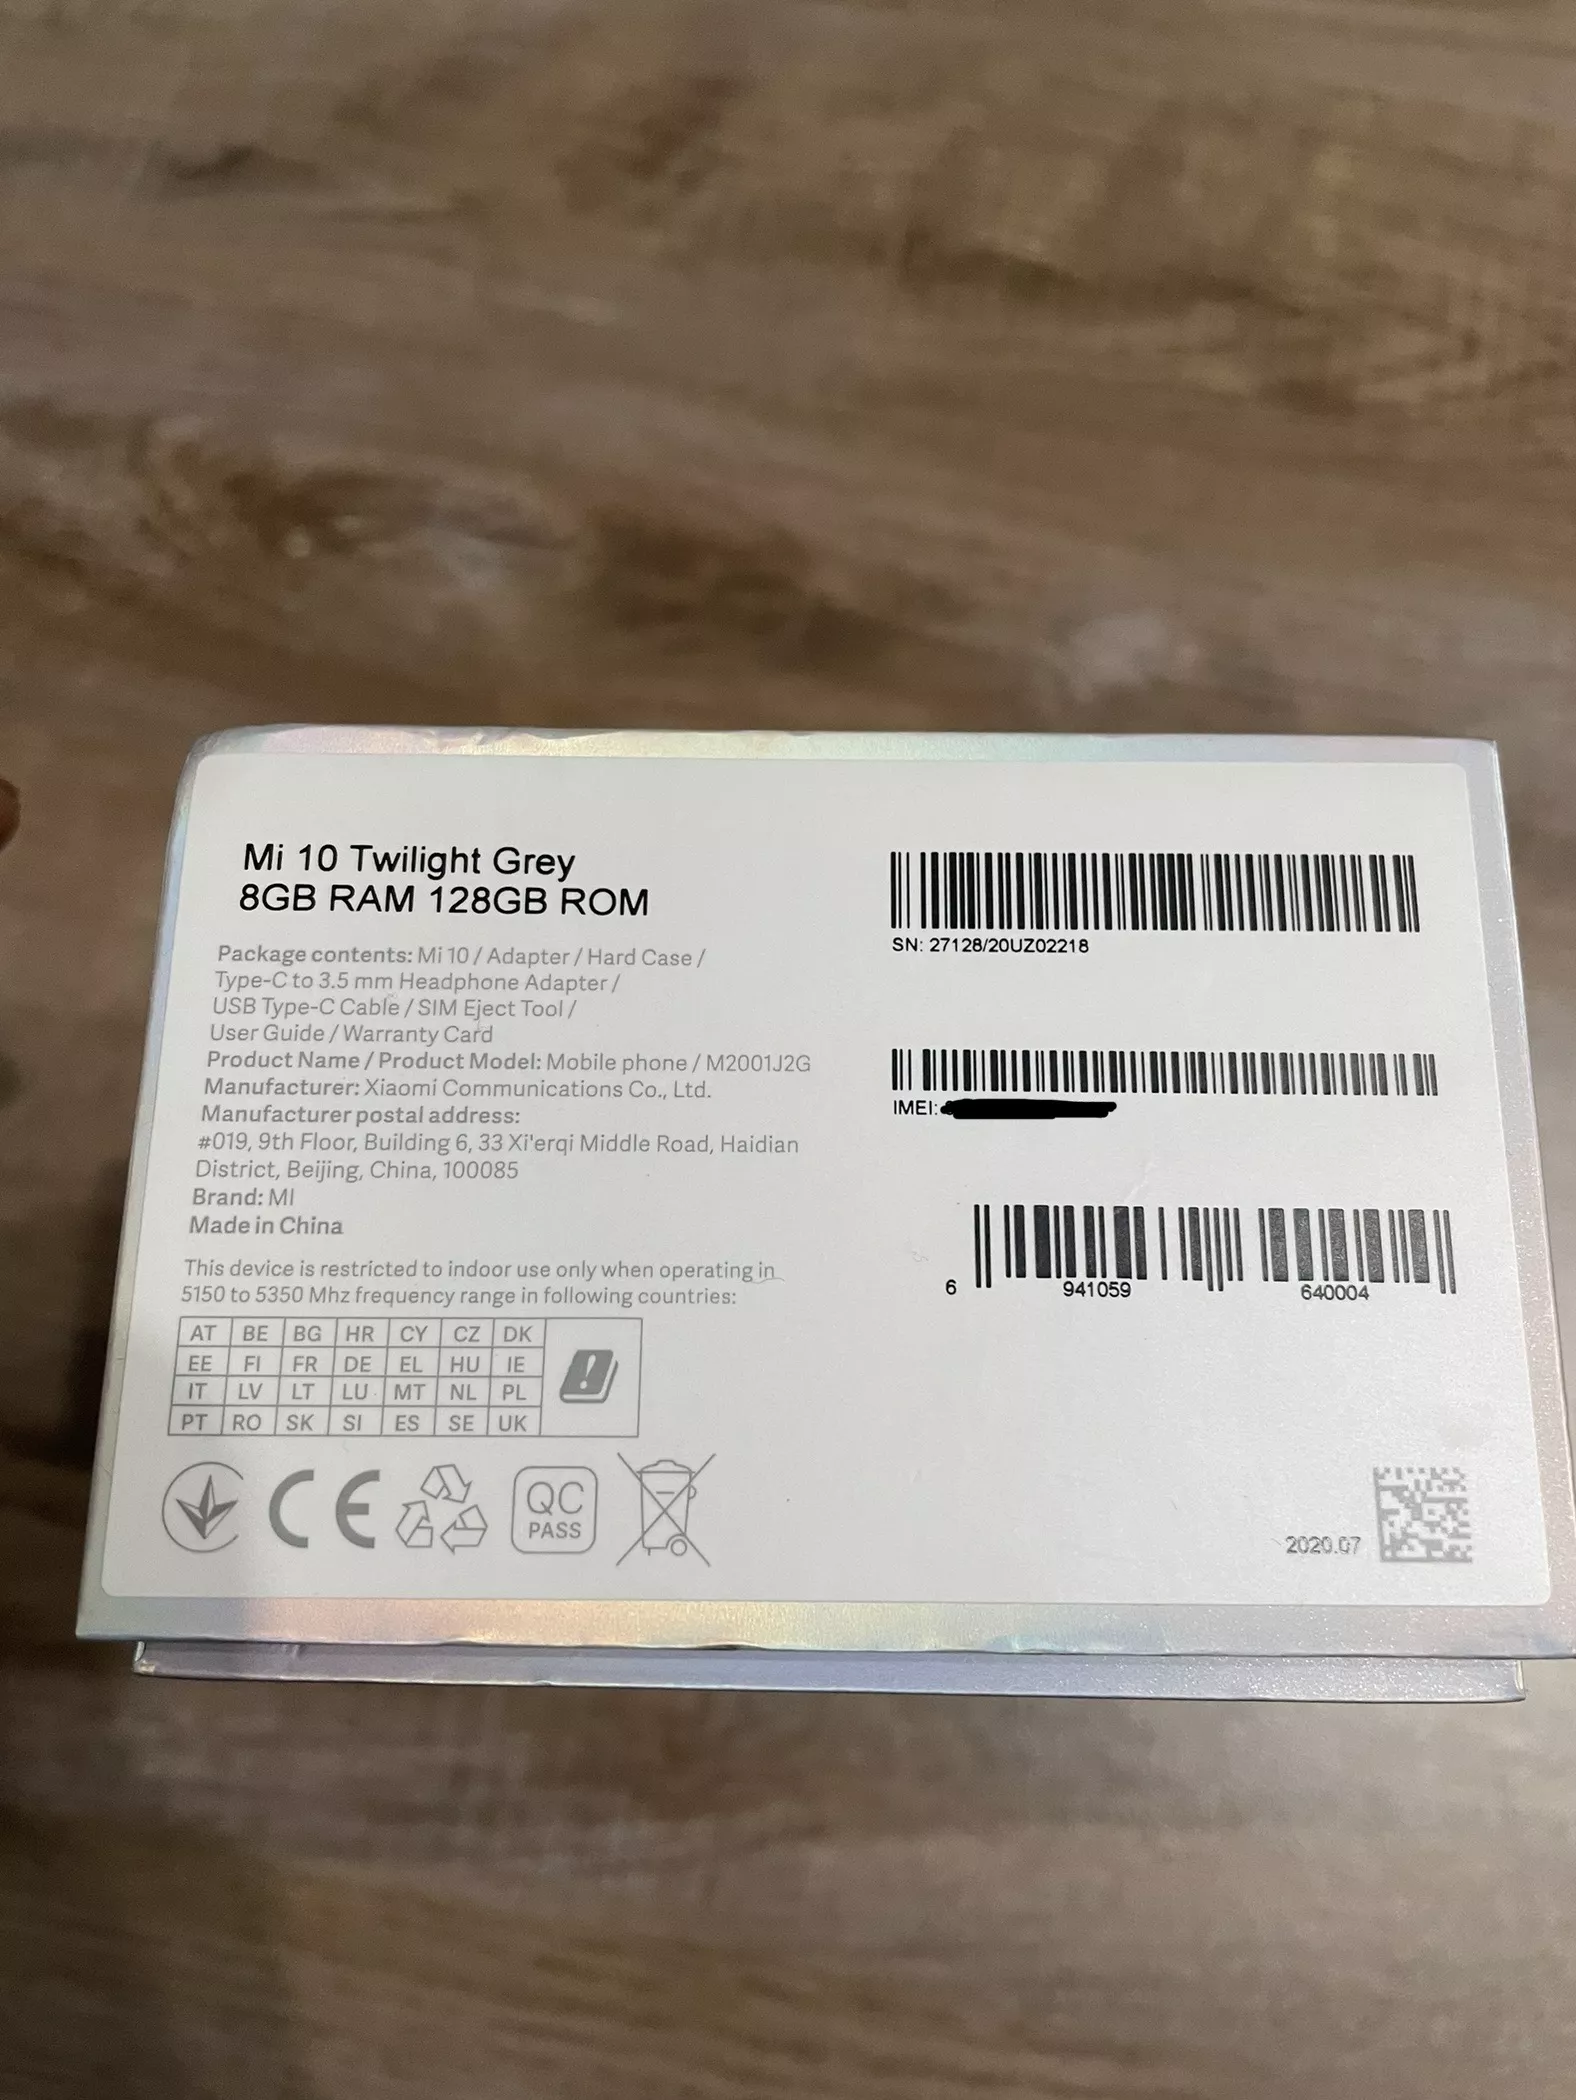 Mi 10 Twilight Grey
8GB RAM 128GB ROM
Package contents: Mi 10 / Adapter / Hard Case /
Type-C to 3.5 mm Headphone Adapter /
USB Type-C Cable / SIM Eject Tool /
User Guide / Warranty Card
Product Name / Product Model: Mobile phone / M2001J2G
Manufacturer: Xiaomi Communications Co., Ltd.
Manufacturer postal address:
#019, 9th Floor, Building 6, 33 Xi'erqi Middle Road, Haidian
District, Beijing, China, 100085
Brand: MI
Made in China
This device is restricted to indoor use only when operating in
5150 to 5350 Mhz frequency range in following countries:
AT BE BG HR CY CZ DK
EE FI FR DE EL HU IE
IT LV LT LU MT NL PL
PT RO SK SI ES SE UK
CE
QC
PASS
SN: 27128/20UZ02218
IMEI:
6 941059 640004
2020.07